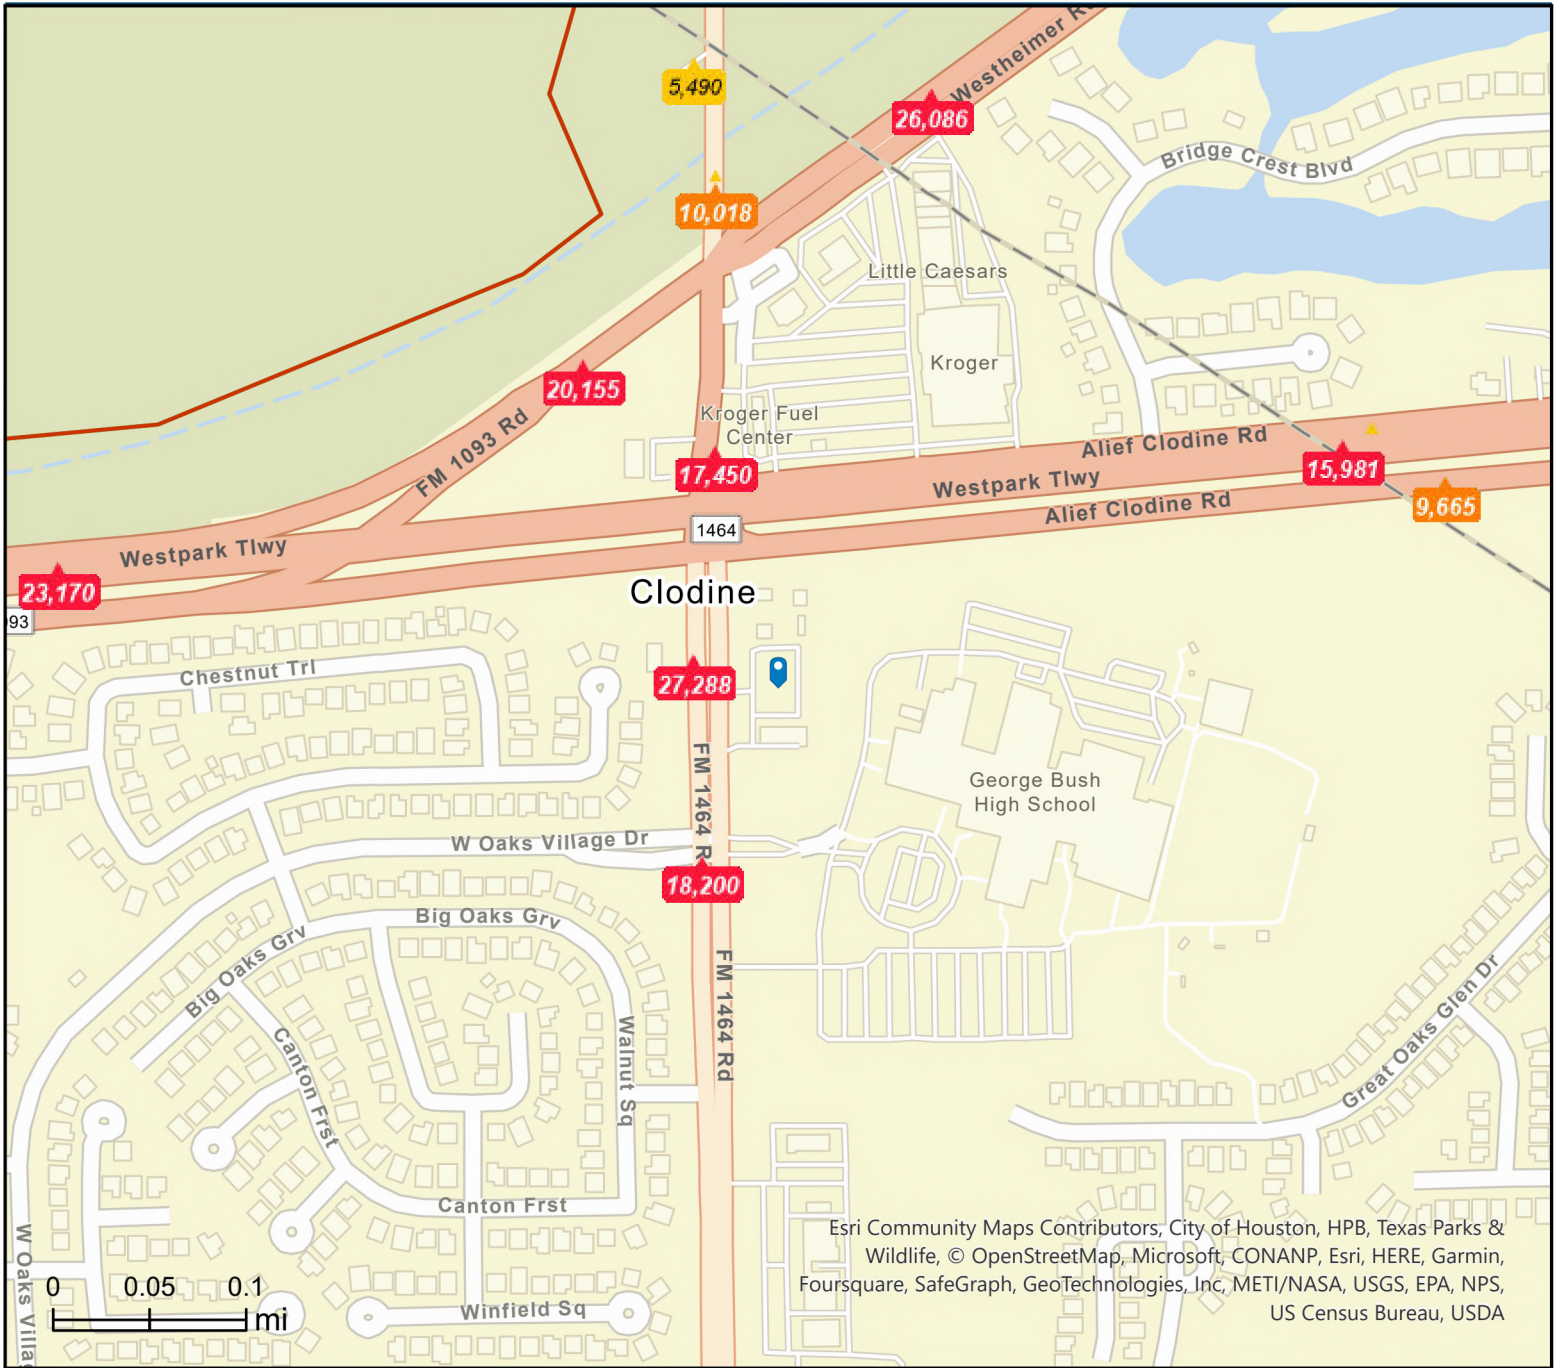 Westheimer R
5,490
26,086
Bridge Crest Blvd
10,018
Little Caesars
Kroger
20,155
Kroger Fuel
Center
FM 1093 Rd
Alief Clodine Rd
17,450
15,981
Westpark Tlwy
9,665
Alief Clodine Rd
1464
Westpark Tlwy
23,170
Clodine
93
Chestnut Trl
27,288
FM 1464 R
George Bush
High School
W Oaks Village Dr
18,200
Big Oaks Grv
Big Oaks Grv
FM 1464 Rd
Great Oaks Glen Dr
Walnut Sq
Canton Frst
Canton Frst
W Oaks Villag
Winfield Sq
0 0.05 0.1
mi
Esri Community Maps Contributors, City of Houston, HPB, Texas Parks &
Wildlife, © OpenStreetMap, Microsoft, CONANP, Esri, HERE, Garmin,
Foursquare, SafeGraph, GeoTechnologies, Inc, METI/NASA, USGS, EPA, NPS,
US Census Bureau, USDA